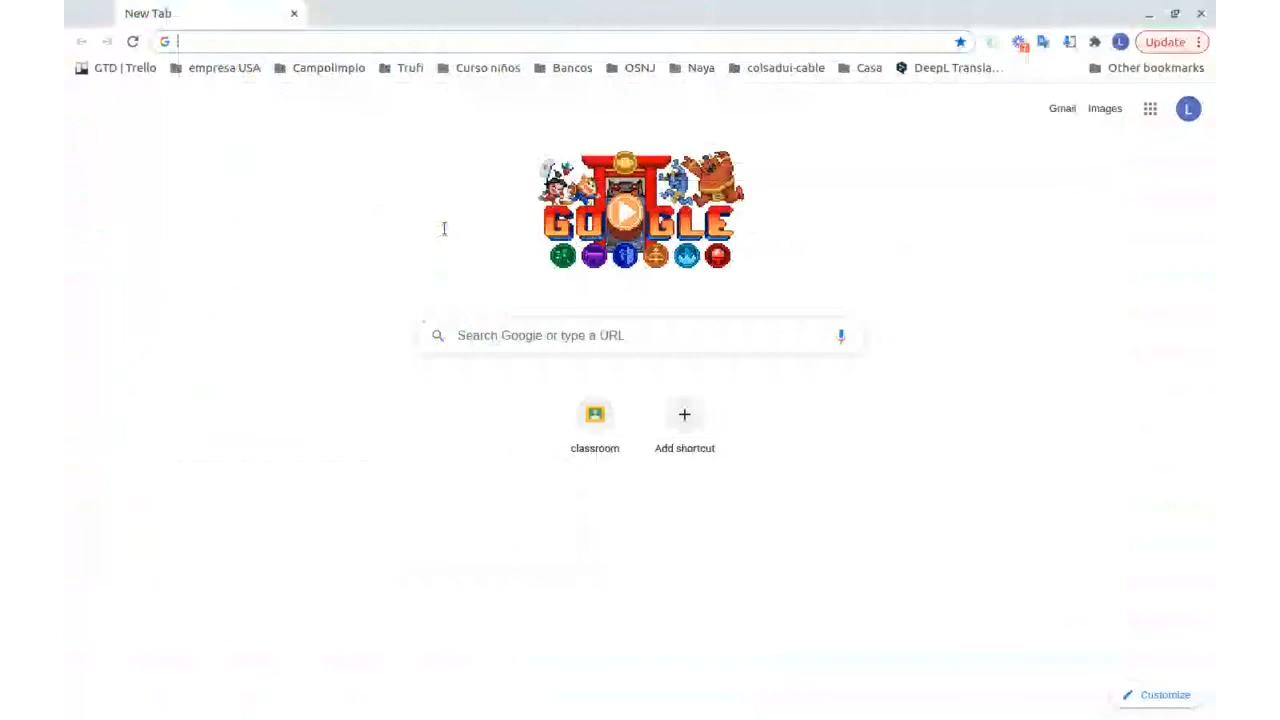 New Tab
Update
GTD | Trello empresa USA Campolimpio Trufi Curso niños Bancos OSNJ Naya colsadui-cable Casa DeepL Transla... Other bookmarks
Gmail Images L
GOOGLE
Search Google or type a URL
classroom Add shortcut
Customize